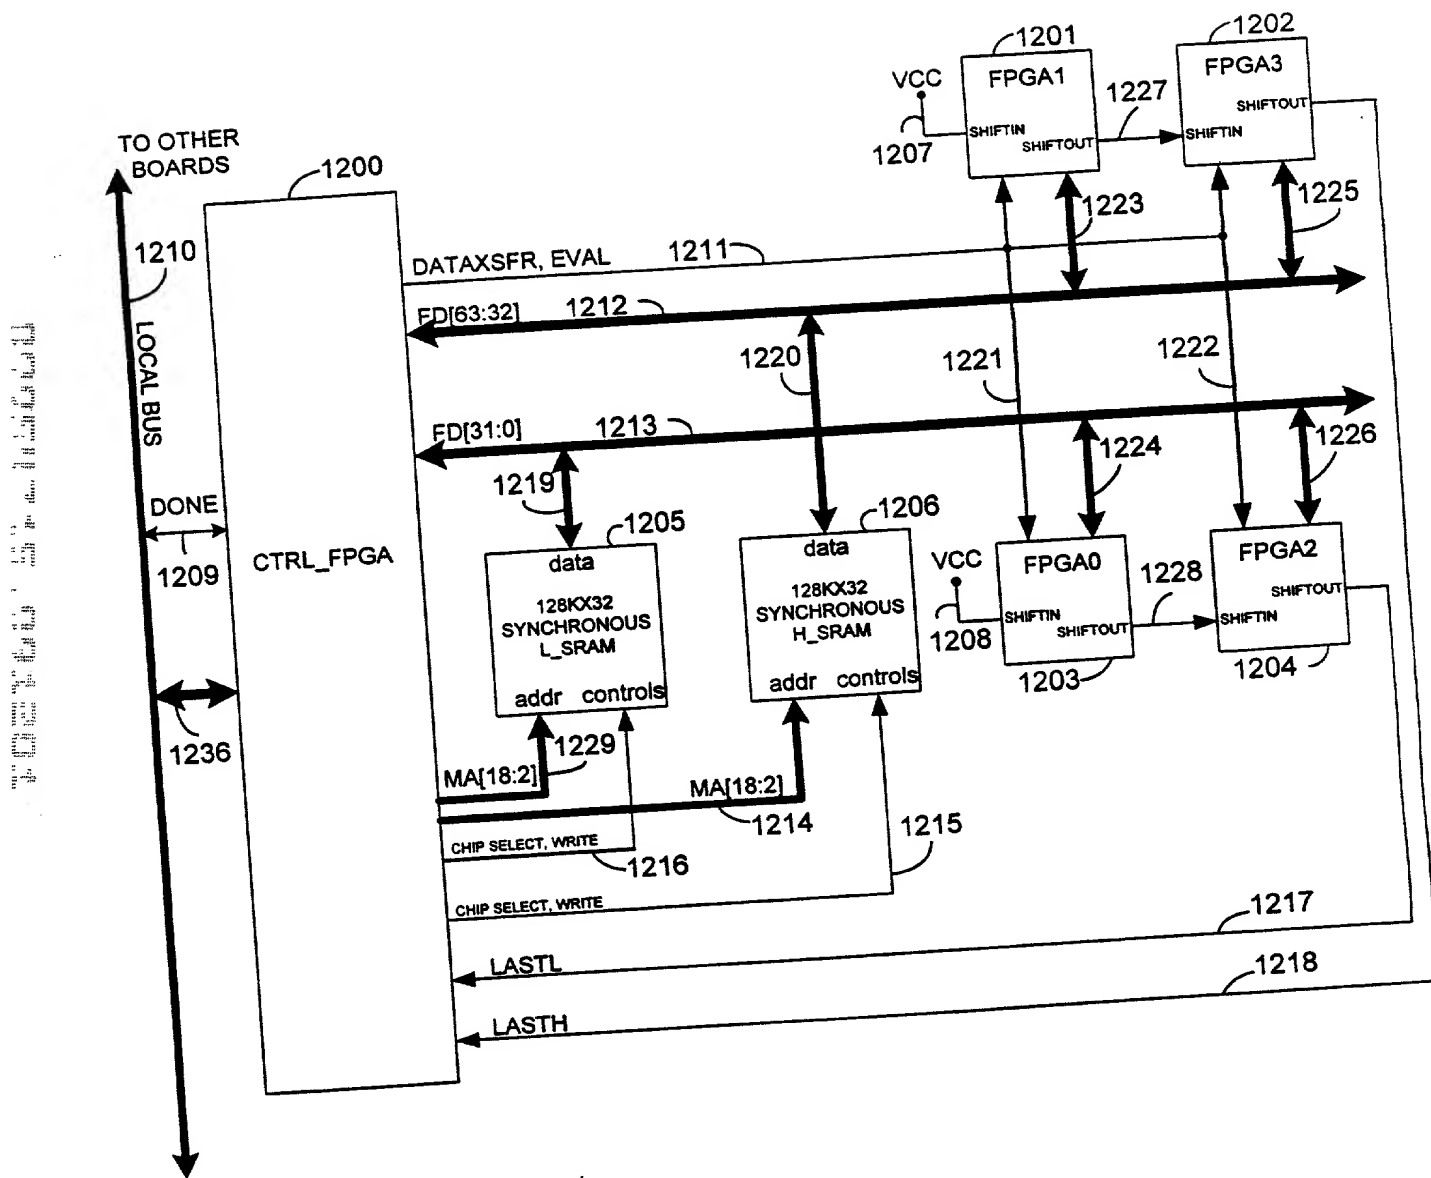 1201
1202
FPGA1
FPGA3
VCC
1227
SHIFTOUT
SHIFTIN
SHIFTOUT
SHIFTIN
1207
TO OTHER
BOARDS
1200
1223
1225
1210
DATAXSFR, EVAL
1211
FD[63:32]
1212
LOCAL BUS
1220
1221
1222
FD[31:0]
1213
1224
1226
1219
DONE
1205
1206
data
data
VCC
FPGA0
1228
FPGA2
CTRL_FPGA
1209
128KX32
SYNCHRONOUS
L_SRAM
128KX32
SYNCHRONOUS
H_SRAM
SHIFTIN
SHIFTOUT
SHIFTIN
SHIFTOUT
1208
1203
1204
addr controls
addr controls
1236
1229
MA[18:2]
MA[18:2]
1214
1215
CHIP SELECT, WRITE
1216
CHIP SELECT, WRITE
1217
LASTL
1218
LASTH